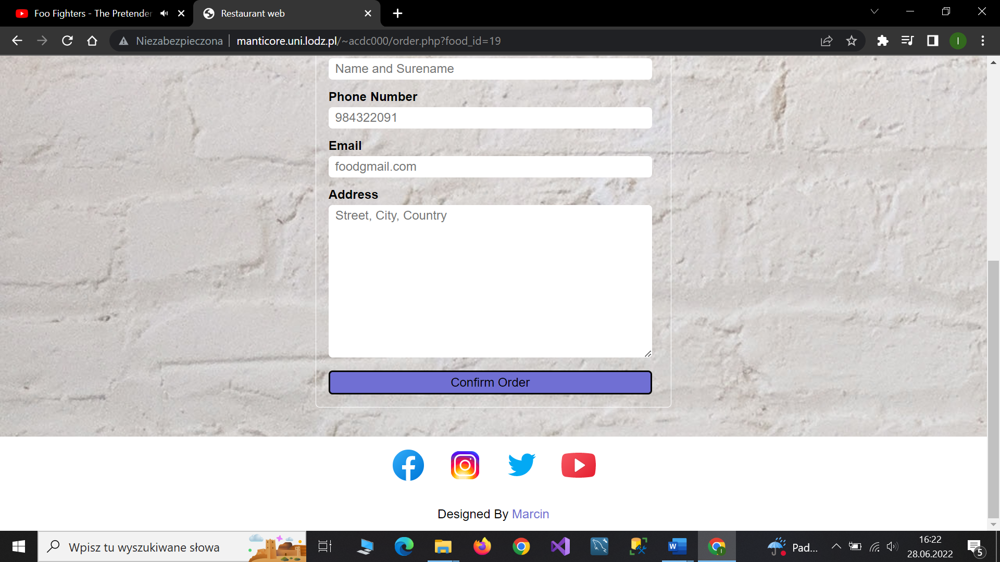 Foo Fighters - The Pretender
Restaurant web
Niezabezpieczona
manticore.uni.lodz.pl/~acdc000/order.php?food_id=19
I
Name and Surename
Phone Number
984322091
Email
foodgmail.com
Address
Street, City, Country
Confirm Order
Designed By Marcin
Wpisz tu wyszukiwane słowa
W
I
Pad...
16:22
28.06.2022
5